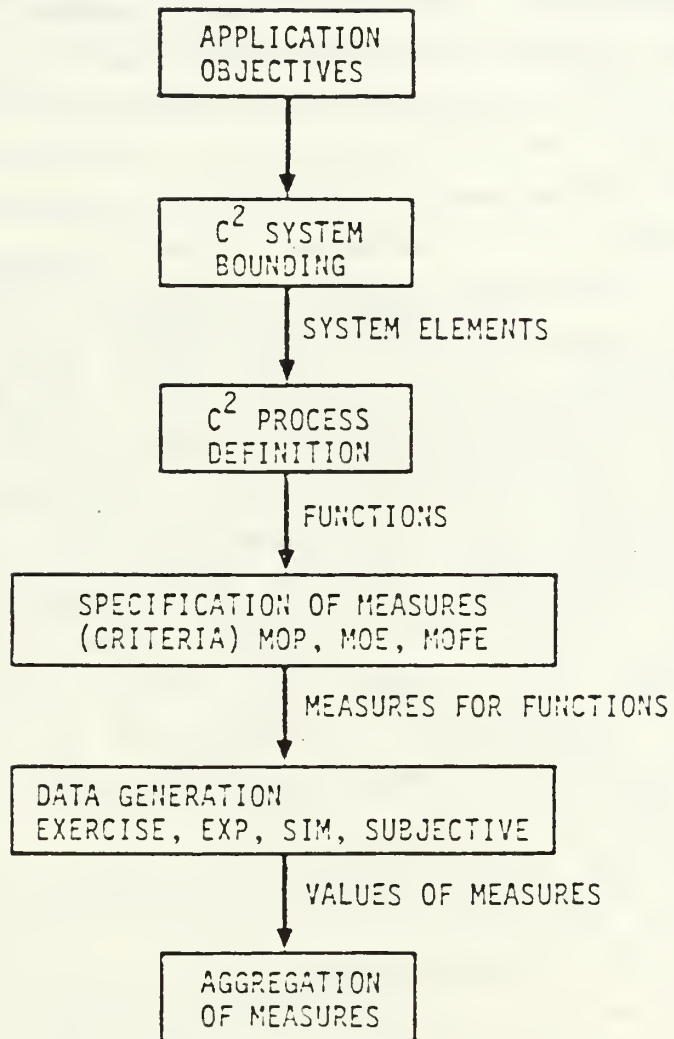 APPLICATION
OBJECTIVES
C² SYSTEM
BOUNDING
SYSTEM ELEMENTS
C² PROCESS
DEFINITION
FUNCTIONS
SPECIFICATION OF MEASURES
(CRITERIA) MOP, MOE, MOFE
MEASURES FOR FUNCTIONS
DATA GENERATION
EXERCISE, EXP, SIM, SUBJECTIVE
VALUES OF MEASURES
AGGREGATION
OF MEASURES